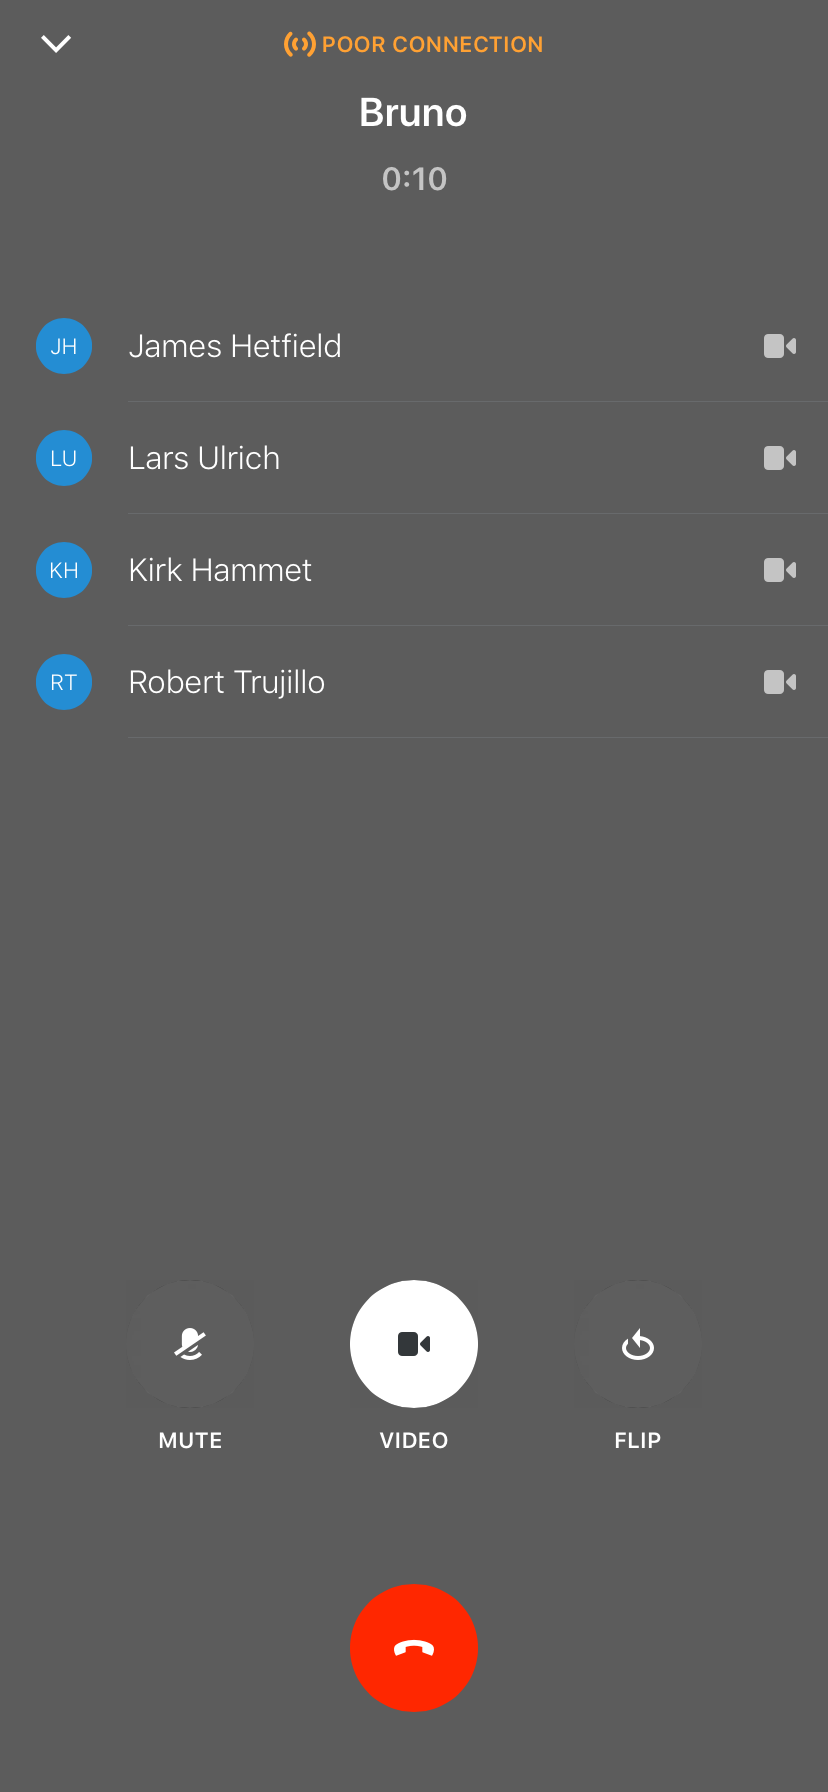 POOR CONNECTION
Bruno
0:10
JH James Hetfield
LU Lars Ulrich
KH Kirk Hammet
RT Robert Trujillo
MUTE VIDEO FLIP